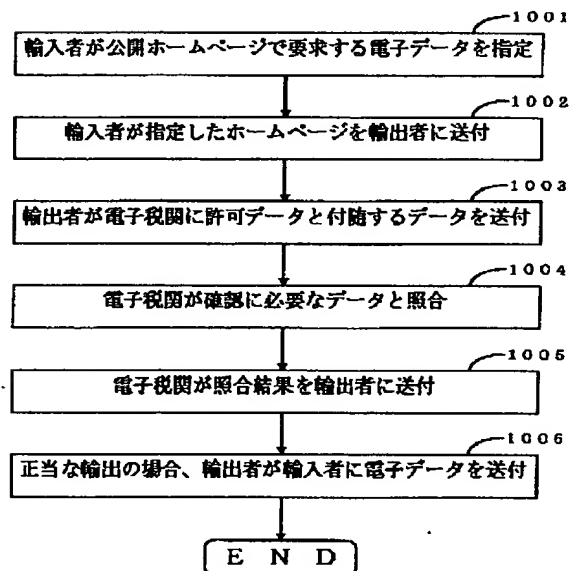 1001
輸入者が公開ホームページで要求する電子データを指定
1002
輸入者が指定したホームページを輸出者に送付
1003
輸出者が電子税関に許可データと付随するデータを送付
1004
電子税関が確認に必要なデータと照合
1005
電子税関が照合結果を輸出者に送付
1006
正当な輸出の場合、輸出者が輸入者に電子データを送付
END